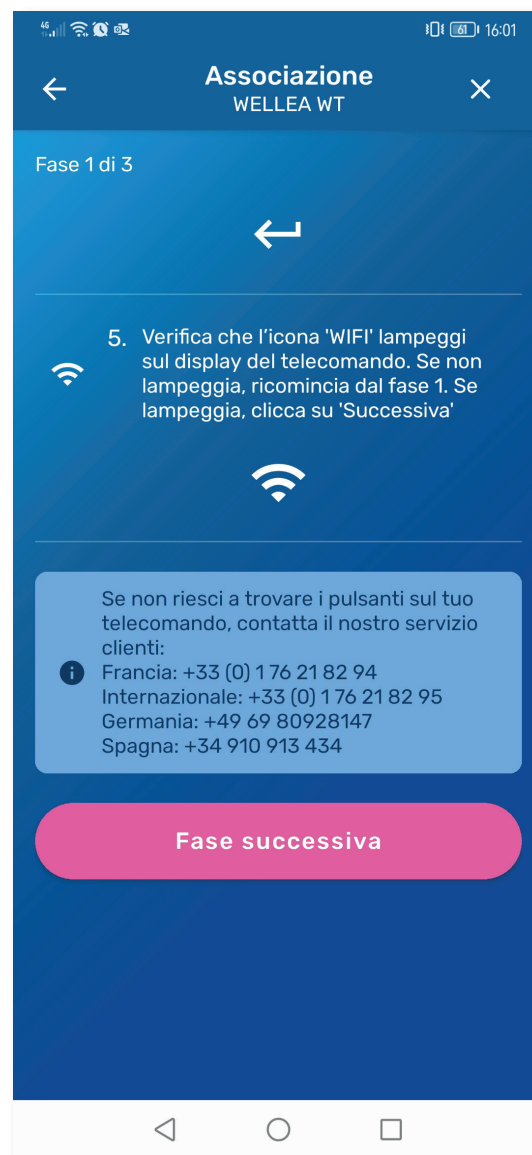 46
61 16:01
Associazione
WELLEA WT
Fase 1 di 3
5. Verifica che l'icona 'WIFI' lampeggi
sul display del telecomando. Se non
lampeggia, ricomincia dal fase 1. Se
lampeggia, clicca su 'Successiva'
Se non riesci a trovare i pulsanti sul tuo
telecomando, contatta il nostro servizio
clienti:
Francia: +33 (0) 1 76 21 82 94
Internazionale: +33 (0) 1 76 21 82 95
Germania: +49 69 80928147
Spagna: +34 910 913 434
Fase successiva